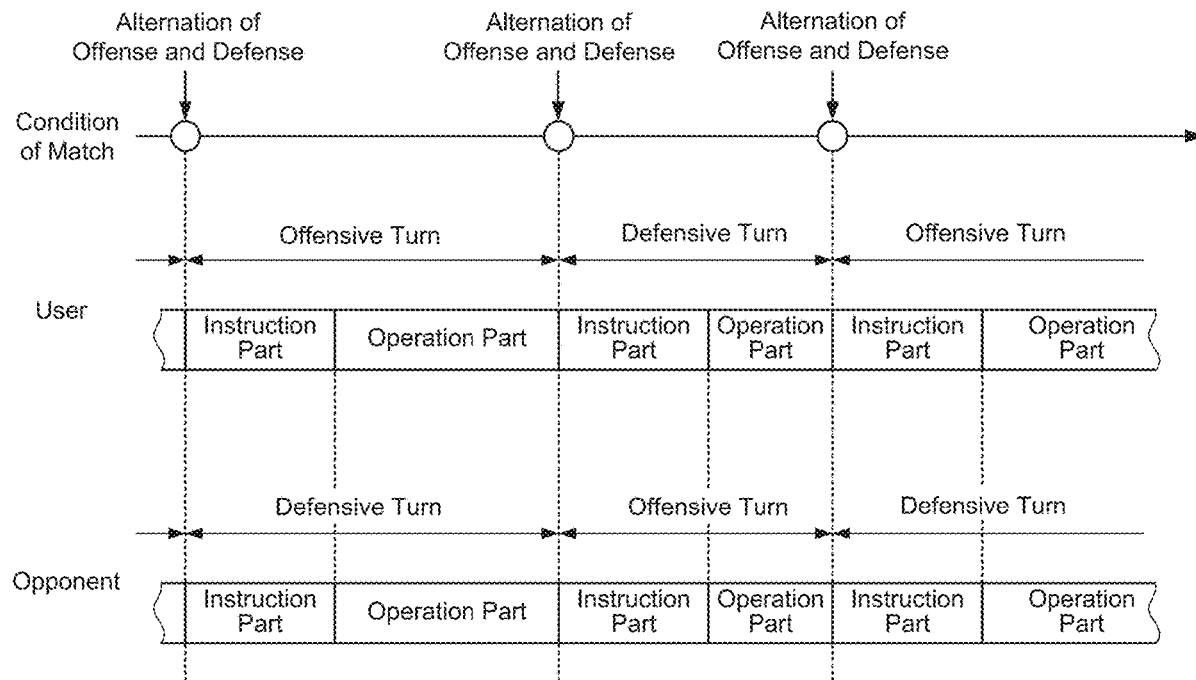 Alternation of
Offense and Defense
Alternation of
Offense and Defense
Alternation of
Offense and Defense
Condition
of Match
Offensive Turn
Defensive Turn
Offensive Turn
User
Instruction
Part
Operation Part
Instruction
Part
Operation
Part
Instruction
Part
Operation
Part
Defensive Turn
Offensive Turn
Defensive Turn
Opponent
Instruction
Part
Operation Part
Instruction
Part
Operation
Part
Instruction
Part
Operation
Part